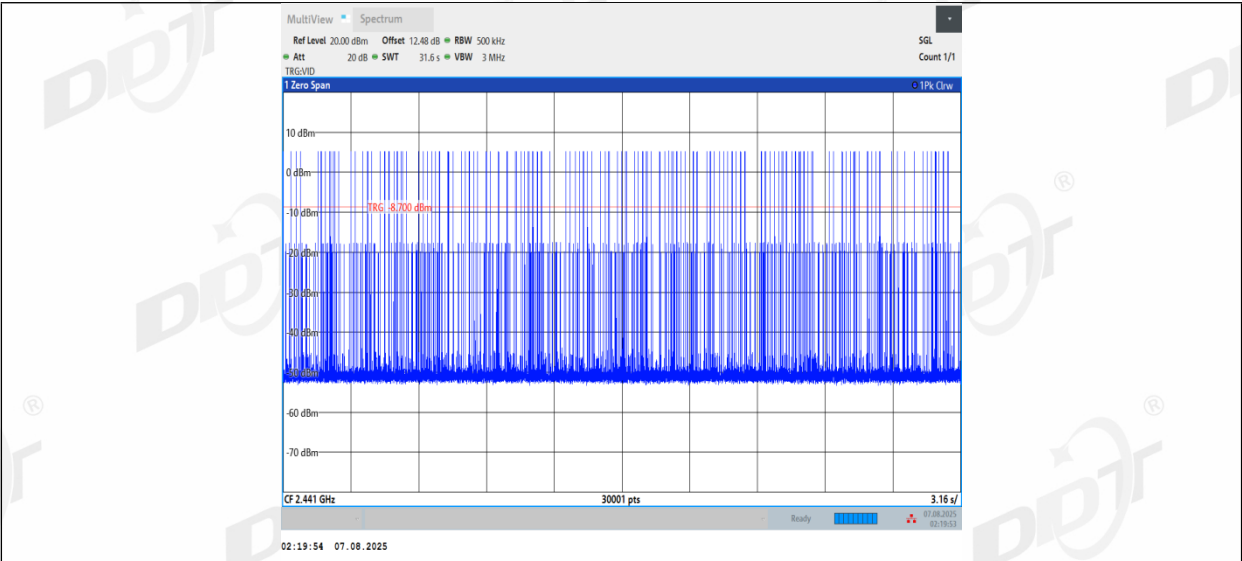 MultiView Spectrum
Ref Level 20.00 dBm Offset 12.48 dB RBW 500 kHz SGL
Att 20 dB SWT 31.6 s VBW 3 MHz Count 1/1
TRG:VID
1 Zero Span 1Pk Clrw
10 dBm
0 dBm
TRG -8.700 dBm
-10 dBm
-20 dBm
-30 dBm
-40 dBm
-50 dBm
-60 dBm
-70 dBm
CF 2.441 GHz 30001 pts 3.16 s/
Ready 07.08.2025
02:19:53
02:19:54 07.08.2025
DDT
®